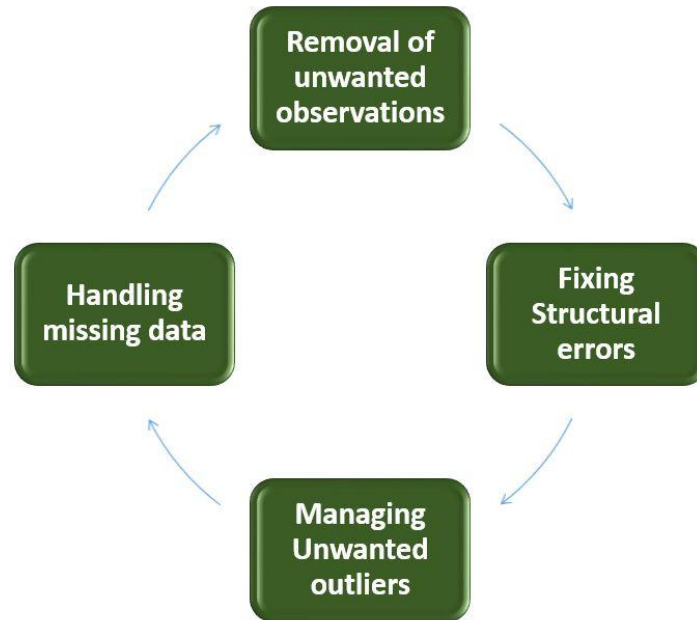 Removal of
unwanted
observations
Fixing
Structural
errors
Managing
Unwanted
outliers
Handling
missing data